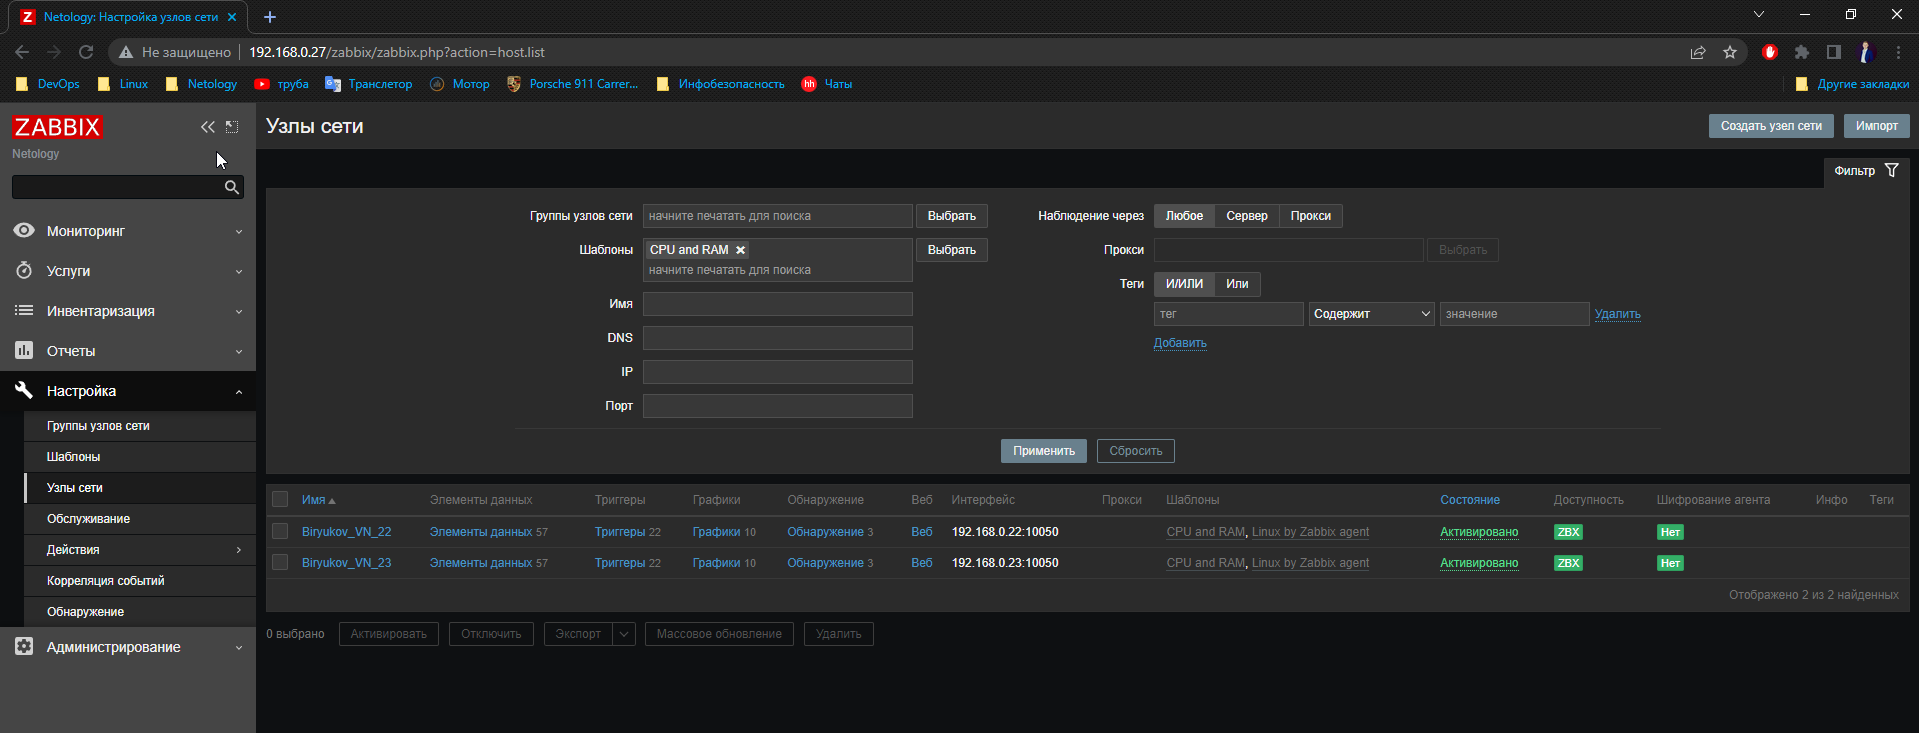 Netology: Настройка узлов сети
Не защищено 192.168.0.27/zabbix/zabbix.php?action=host.list
DevOps Linux Netology труба Транслетор Мотор Porsche 911 Carrer... Инфобезопасность hh Чаты Другие закладки
ZABBIX
Netology
Мониторинг
Услуги
Инвентаризация
Отчеты
Настройка
Группы узлов сети
Шаблоны
Узлы сети
Обслуживание
Действия
Корреляция событий
Обнаружение
Администрирование
Узлы сети
Создать узел сети Импорт
Фильтр
Группы узлов сети начните печатать для поиска Выбрать
Шаблоны CPU and RAM Выбрать
начните печатать для поиска
Имя
DNS
IP
Порт
Наблюдение через Любое Сервер Прокси
Прокси Выбрать
Теги И/ИЛИ Или
тег Содержит значение Удалить
Добавить
Применить Сбросить
Имя Элементы данных Триггеры Графики Обнаружение Веб Интерфейс Прокси Шаблоны Состояние Доступность Шифрование агента Инфо Теги
Biryukov_VN_22 Элементы данных 57 Триггеры 22 Графики 10 Обнаружение 3 Веб 192.168.0.22:10050 CPU and RAM, Linux by Zabbix agent Активировано ZBX Нет
Biryukov_VN_23 Элементы данных 57 Триггеры 22 Графики 10 Обнаружение 3 Веб 192.168.0.23:10050 CPU and RAM, Linux by Zabbix agent Активировано ZBX Нет
Отображено 2 из 2 найденных
0 выбрано Активировать Отключить Экспорт Массовое обновление Удалить